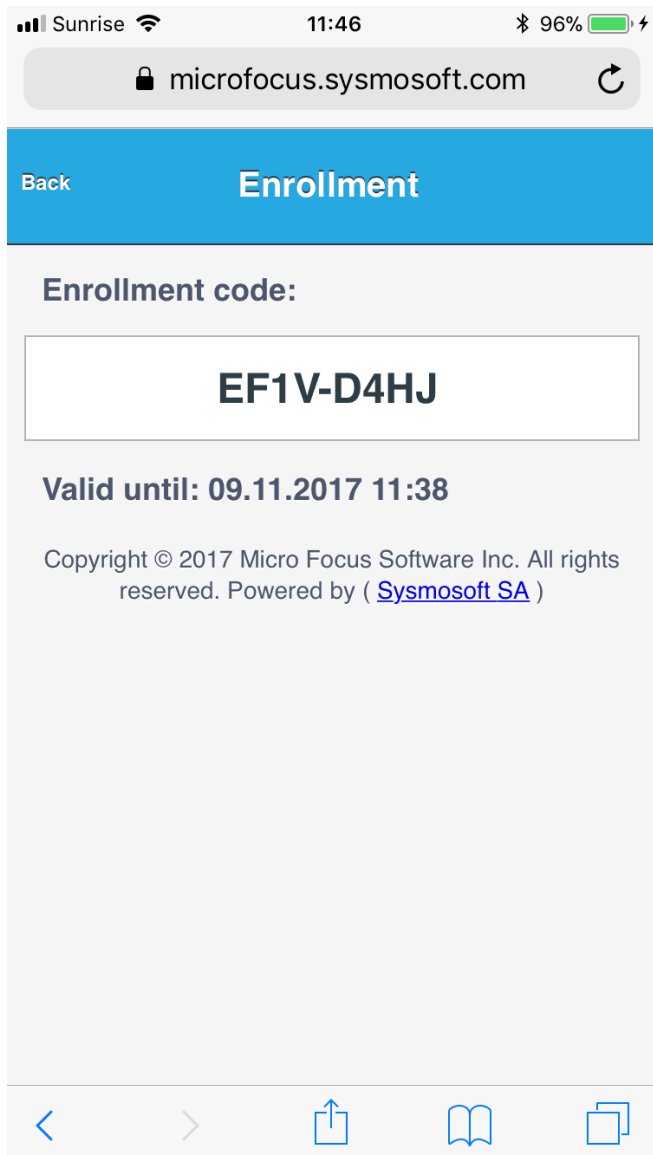 Sunrise 11:46 96%
microfocus.sysmosoft.com
Back Enrollment
Enrollment code:
EF1V-D4HJ
Valid until: 09.11.2017 11:38
Copyright © 2017 Micro Focus Software Inc. All rights
reserved. Powered by ( Sysmosoft SA )